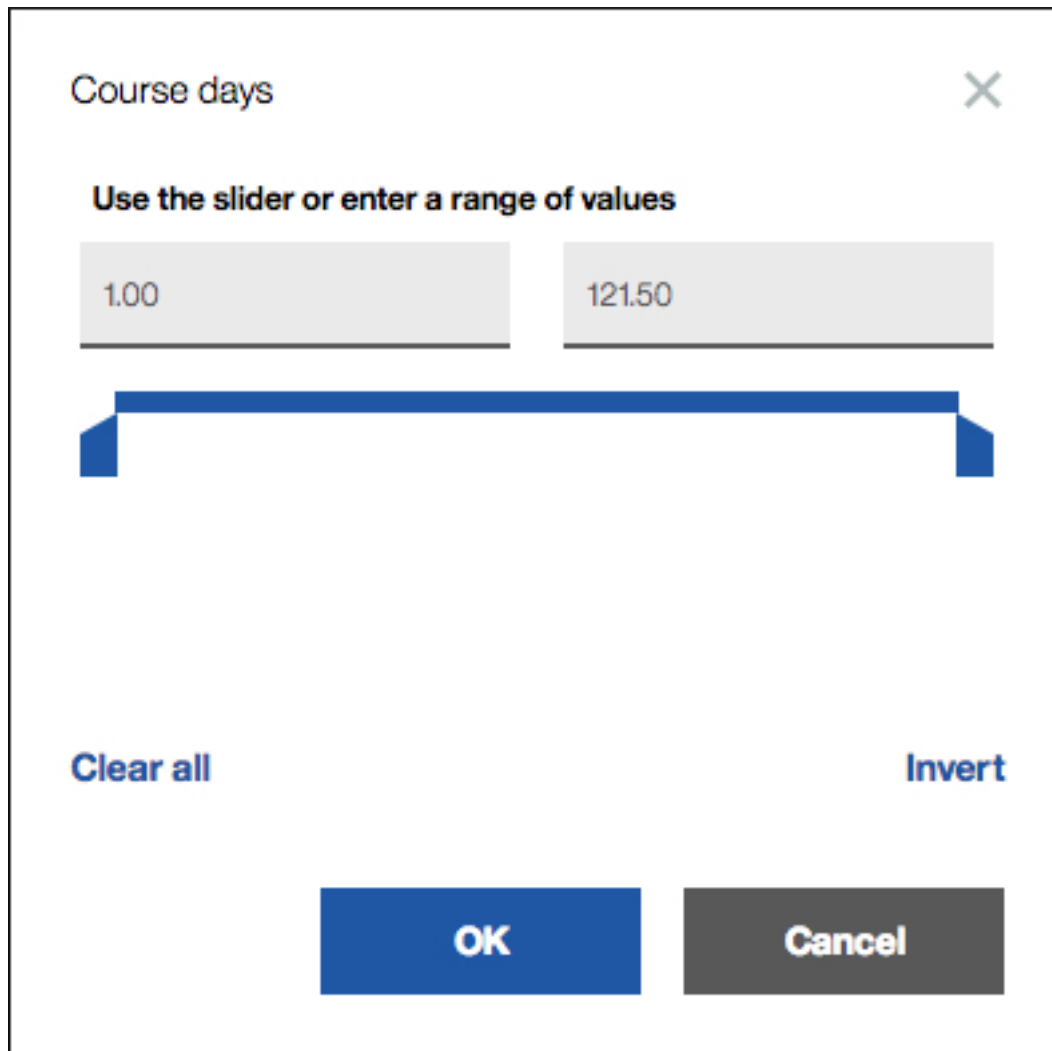 Course days
Use the slider or enter a range of values
1.00 121.50
Clear all Invert
OK Cancel